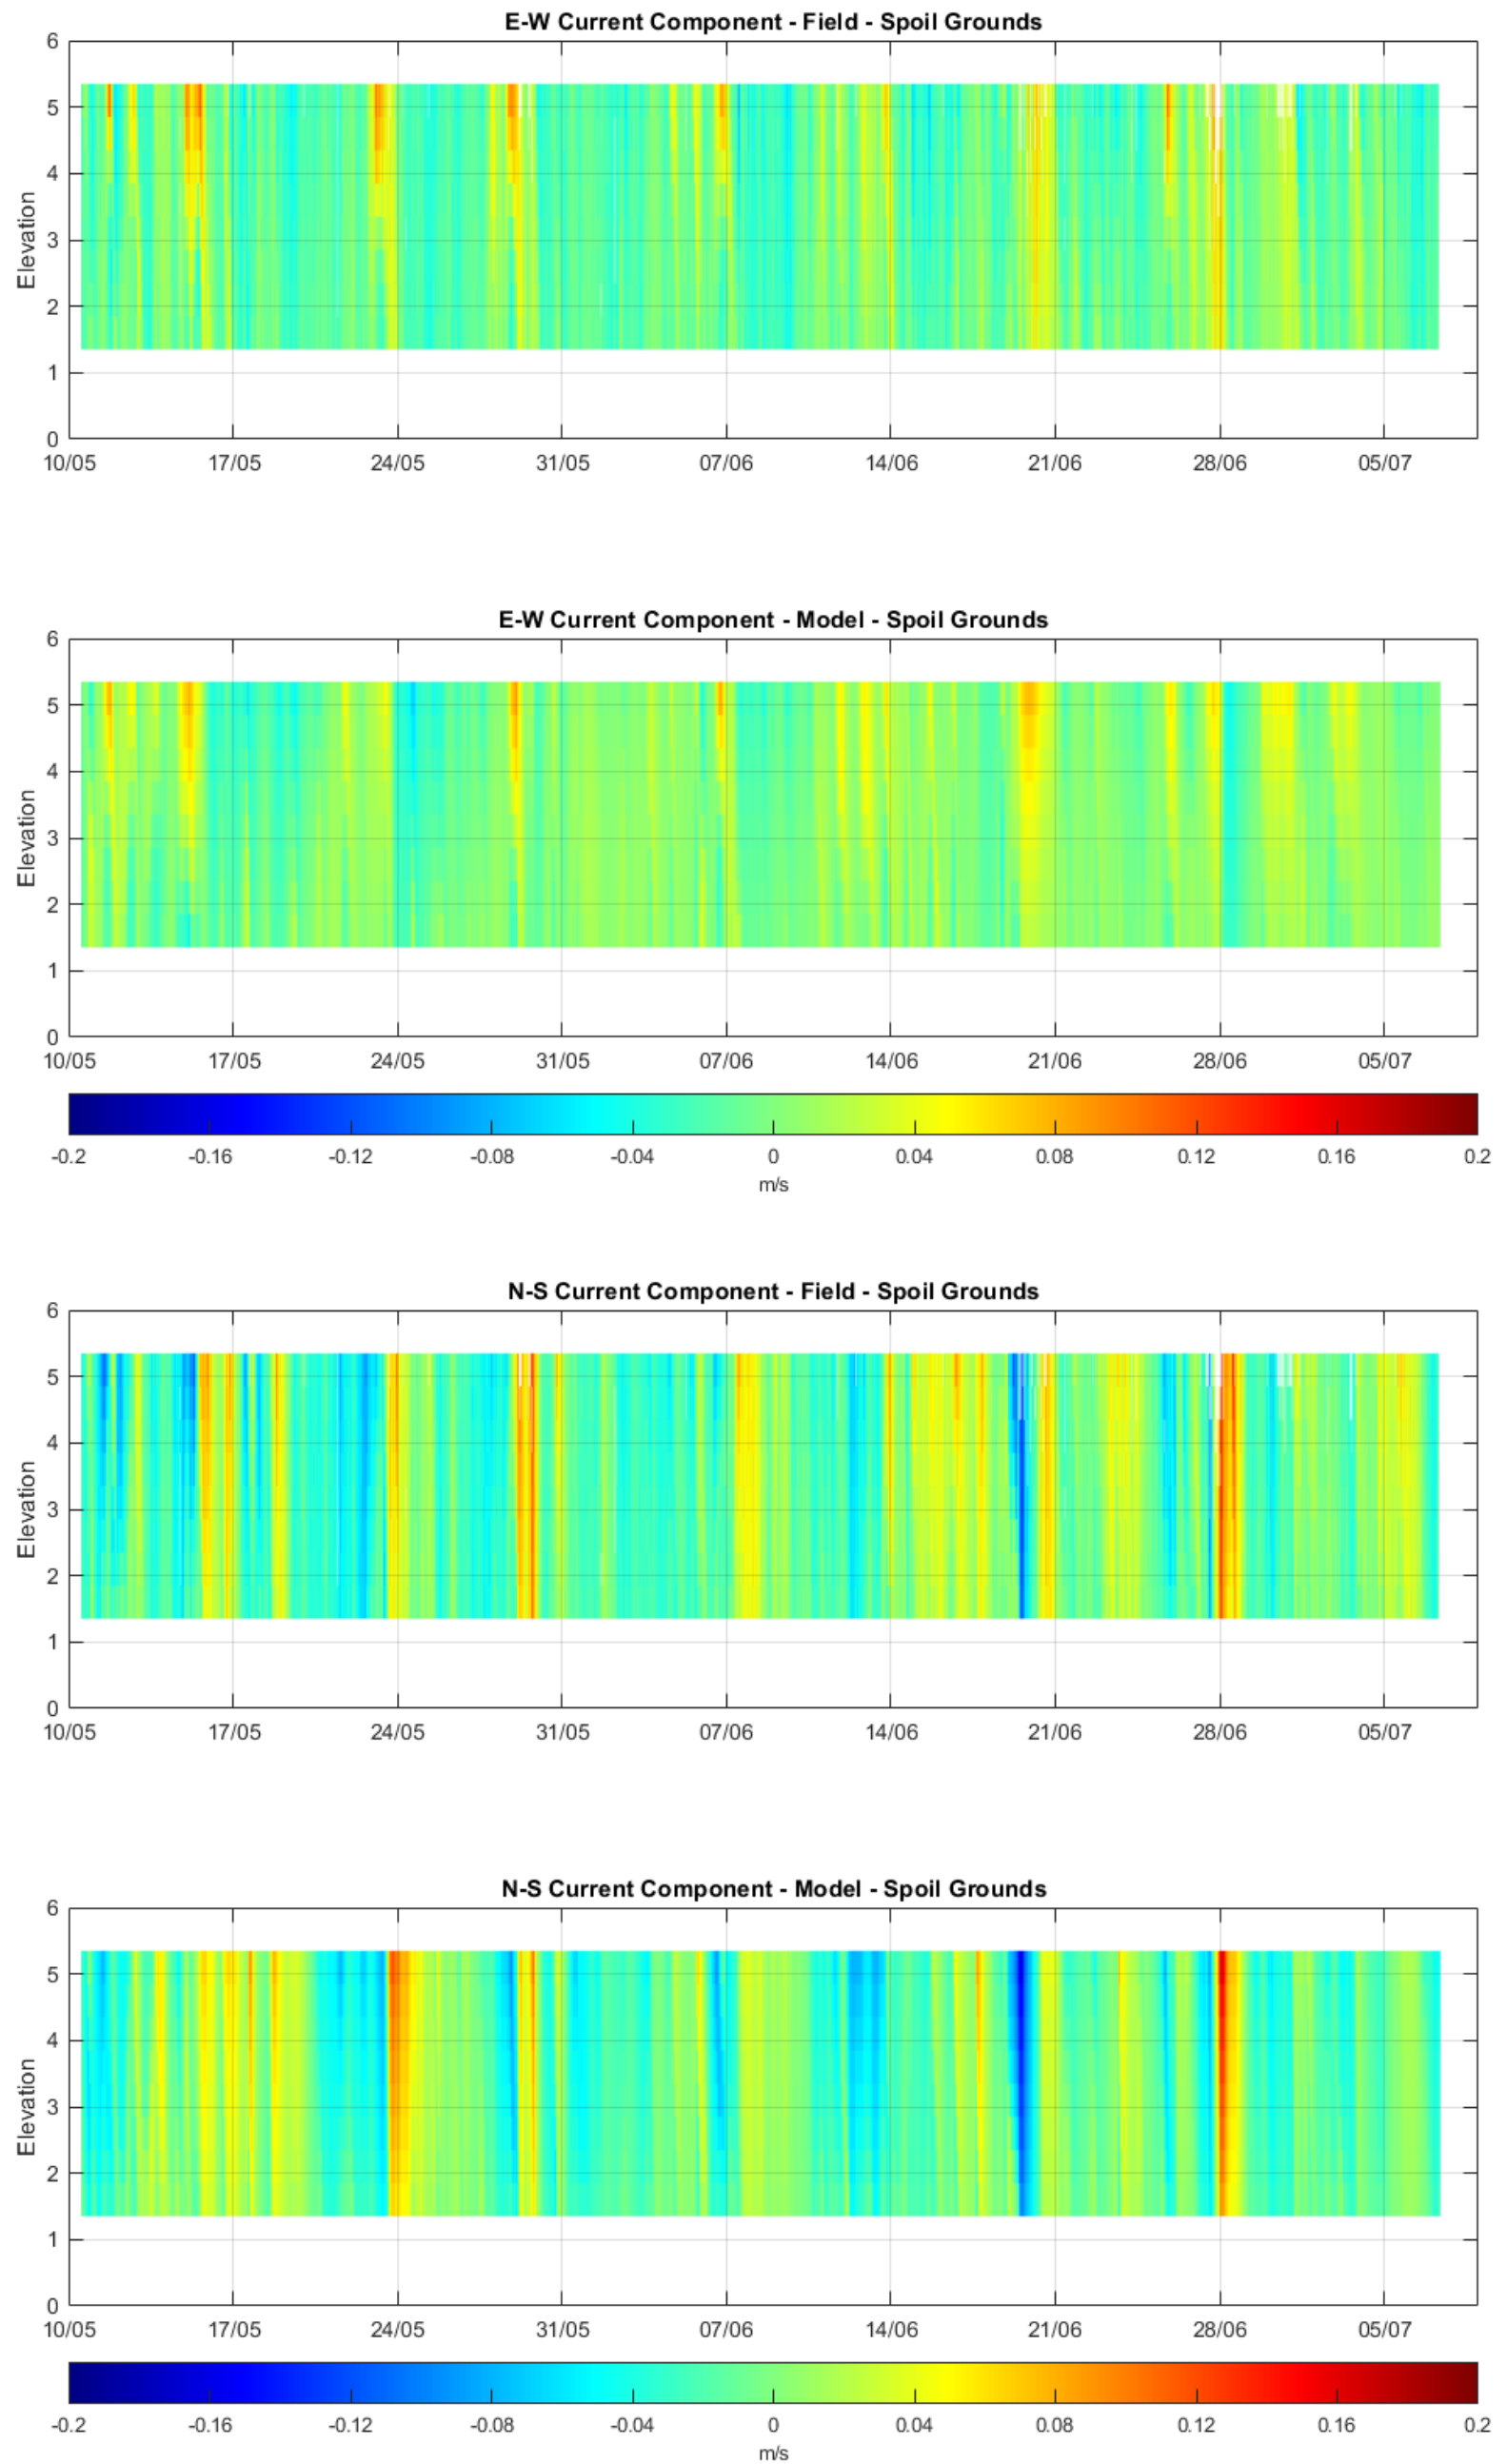 E-W Current Component - Field - Spoil Grounds
6
5
4
3
2
1
0
Elevation
10/05 17/05 24/05 31/05 07/06 14/06 21/06 28/06 05/07
E-W Current Component - Model - Spoil Grounds
6
5
4
3
2
1
0
Elevation
10/05 17/05 24/05 31/05 07/06 14/06 21/06 28/06 05/07
-0.2 -0.16 -0.12 -0.08 -0.04 0 0.04 0.08 0.12 0.16 0.2
m/s
N-S Current Component - Field - Spoil Grounds
6
5
4
3
2
1
0
Elevation
10/05 17/05 24/05 31/05 07/06 14/06 21/06 28/06 05/07
N-S Current Component - Model - Spoil Grounds
6
5
4
3
2
1
0
Elevation
10/05 17/05 24/05 31/05 07/06 14/06 21/06 28/06 05/07
-0.2 -0.16 -0.12 -0.08 -0.04 0 0.04 0.08 0.12 0.16 0.2
m/s